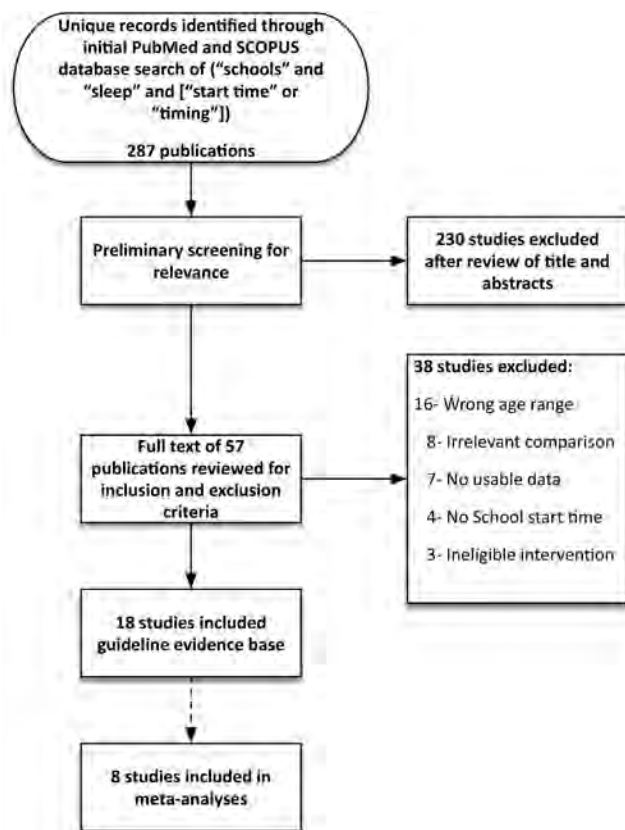 Unique records identified through
initial PubMed and SCOPUS
database search of (“schools” and
“sleep” and [“start time” or
“timing”])
287 publications
Preliminary screening for
relevance
230 studies excluded
after review of title and
abstracts
38 studies excluded:
16- Wrong age range
8- Irrelevant comparison
7- No usable data
4- No School start time
3- Ineligible intervention
Full text of 57
publications reviewed for
inclusion and exclusion
criteria
18 studies included
guideline evidence base
8 studies included in
meta-analyses